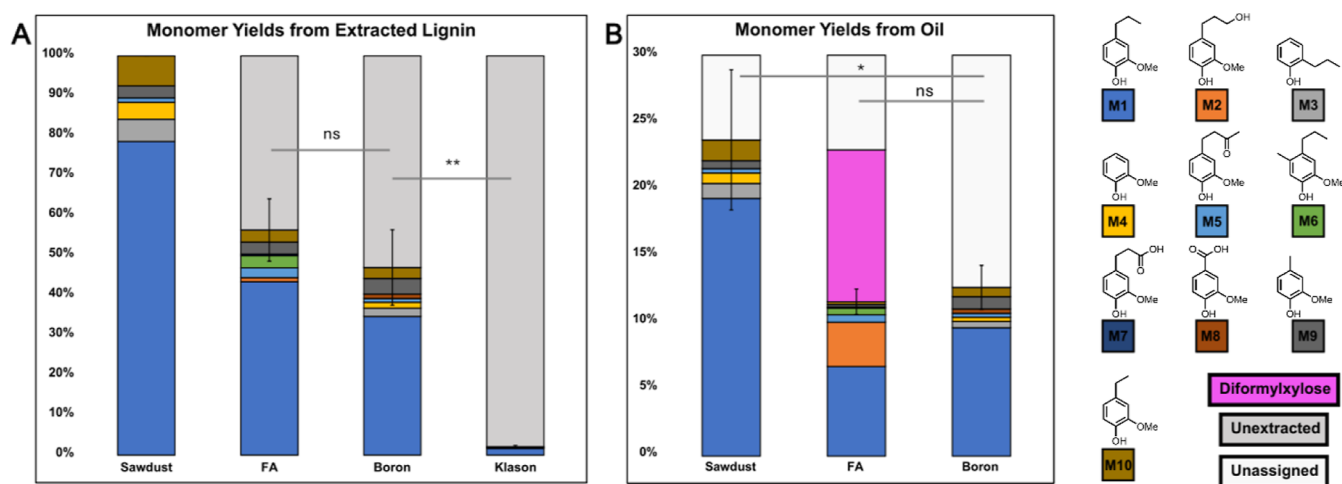 A
Monomer Yields from Extracted Lignin
100%
90%
80%
70%
60%
50%
40%
30%
20%
10%
0%
ns
**
Sawdust
FA
Boron
Klason
B
Monomer Yields from Oil
30%
25%
20%
15%
10%
5%
0%
*
ns
Sawdust
FA
Boron
OMe
OH
M1
OH
OMe
OH
M2
OH
M3
OMe
OH
M4
O
OMe
OH
M5
OMe
OH
M6
OH
O
OMe
OH
M7
O
OH
OMe
OH
M8
OMe
OH
M9
OMe
OH
M10
Diformylxylose
Unextracted
Unassigned